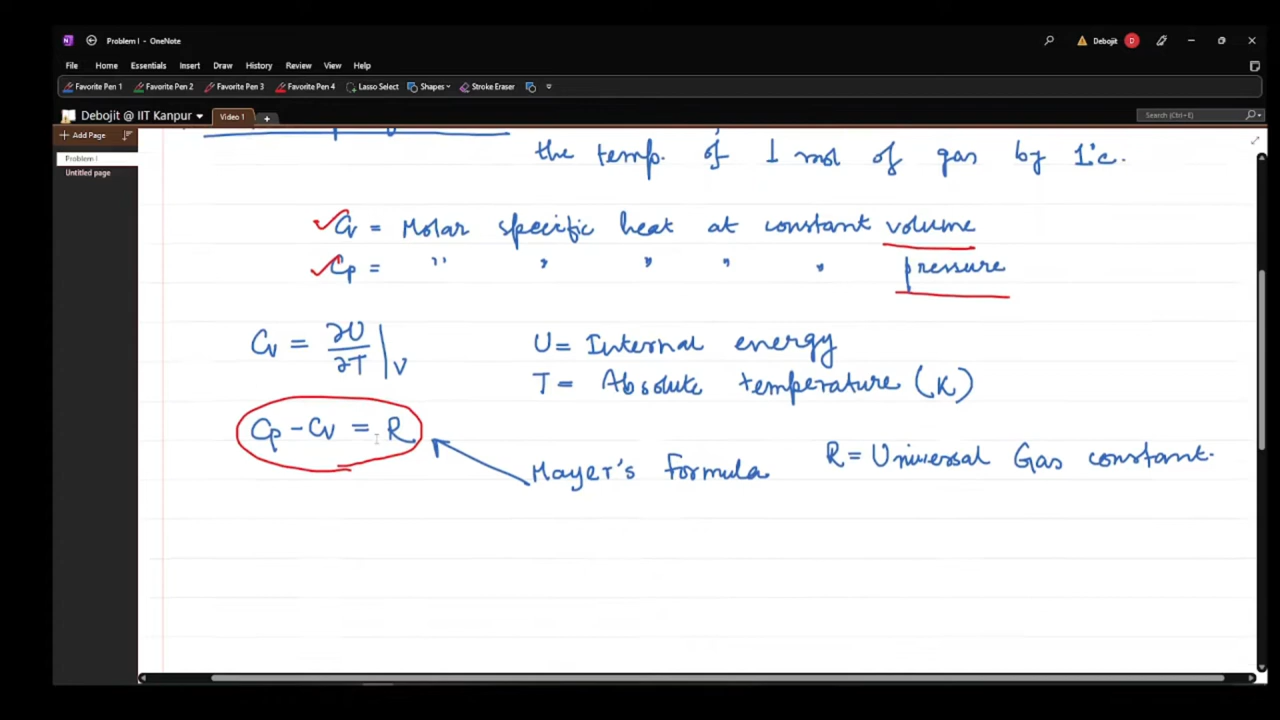 Problem I - OneNote
Debojit D
File Home Essentials Insert Draw History Review View Help
Favorite Pen 1 Favorite Pen 2 Favorite Pen 3 Favorite Pen 4 Lasso Select Shapes Stroke Eraser
Debojit @ IIT Kanpur Video 1 +
Search (Ctrl+E)
+ Add Page
Problem I
Untitled page
the temp. of 1 mol of gas by 1°c.
Cv = Molar specific heat at constant volume
Cp = " " " " " pressure
Cv = ∂U/∂T|v U = Internal energy
T = Absolute temperature (K)
Cp - Cv = R
Mayer's formula R = Universal Gas constant.